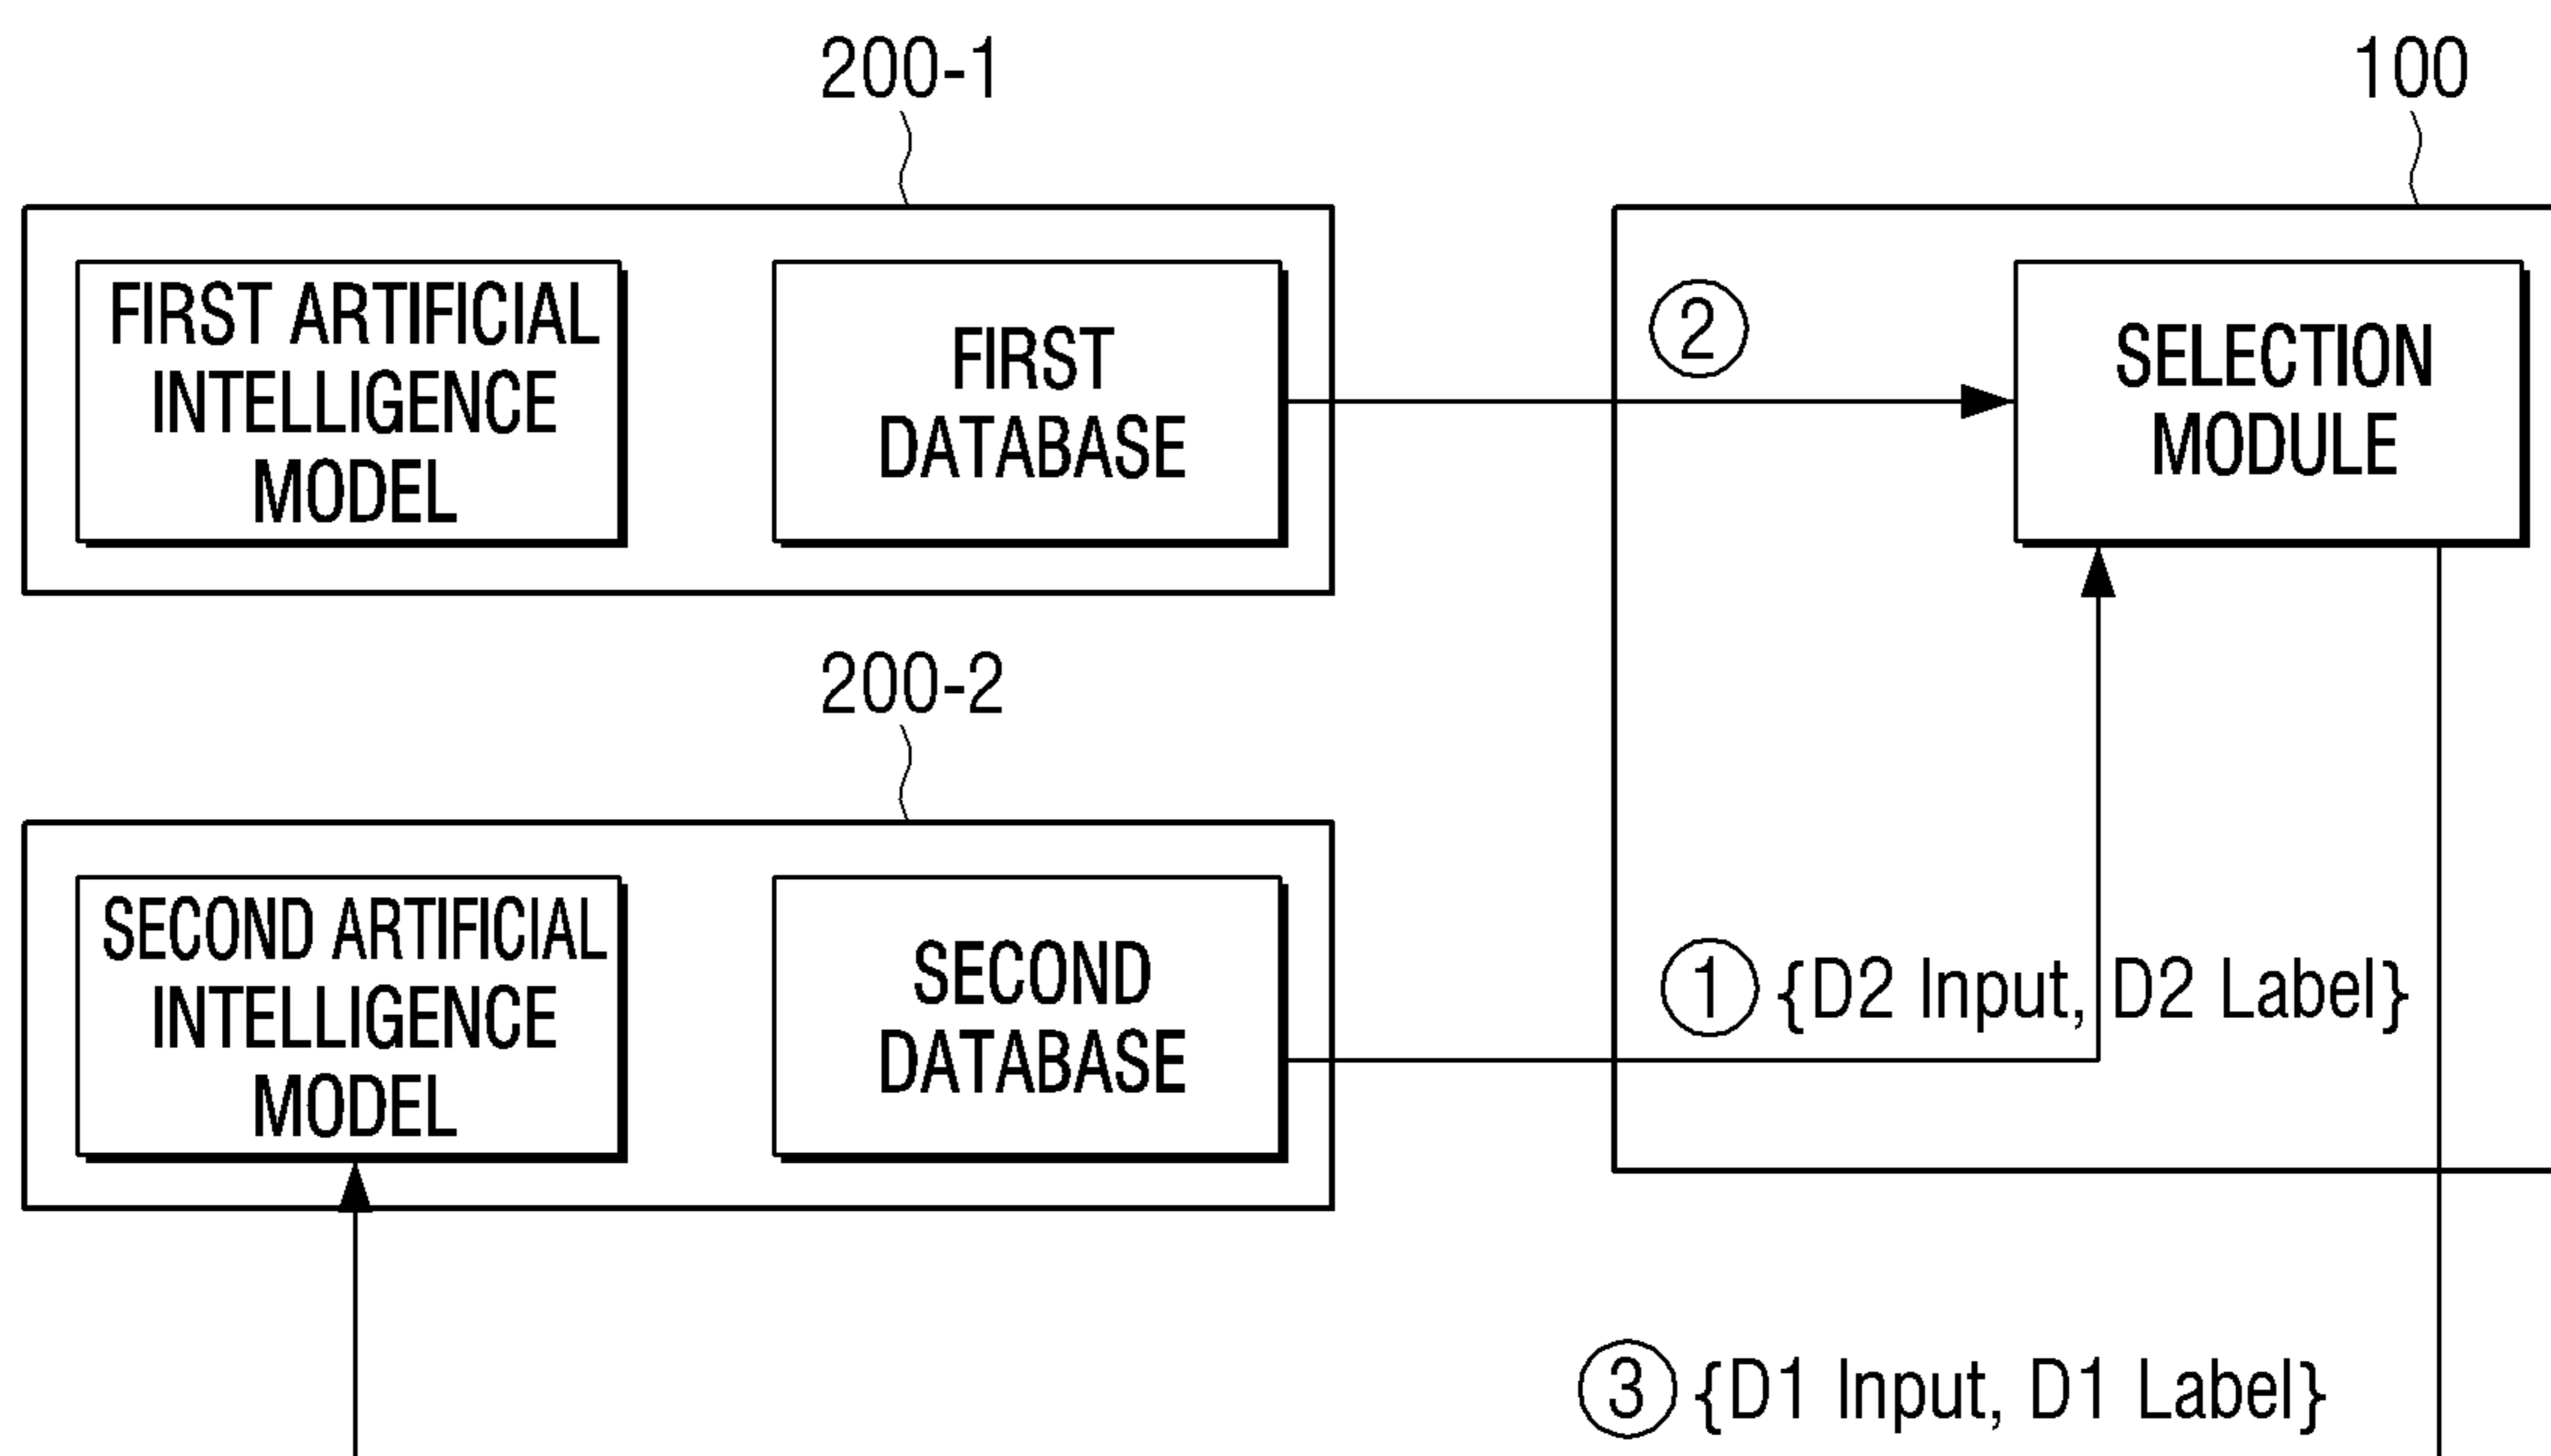 200-1
100
FIRST ARTIFICIAL
INTELLIGENCE
MODEL
FIRST
DATABASE
②
SELECTION
MODULE
200-2
SECOND ARTIFICIAL
INTELLIGENCE
MODEL
SECOND
DATABASE
① {D2 Input, D2 Label}
③ {D1 Input, D1 Label}